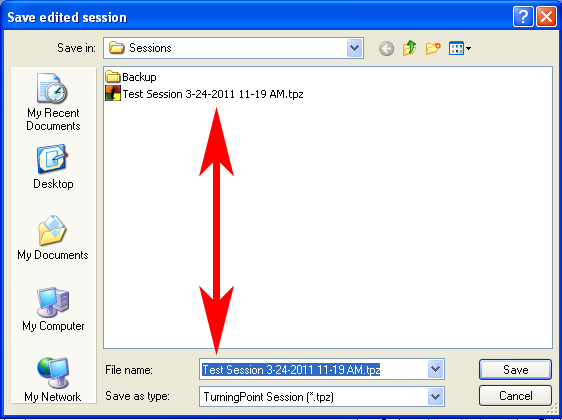 Save edited session
Save in: Sessions
Backup
Test Session 3-24-2011 11-19 AM.tpz
My Recent
Documents
Desktop
My Documents
My Computer
My Network
File name: Test Session 3-24-2011 11-19 AM.tpz Save
Save as type: TurningPoint Session (*.tpz) Cancel